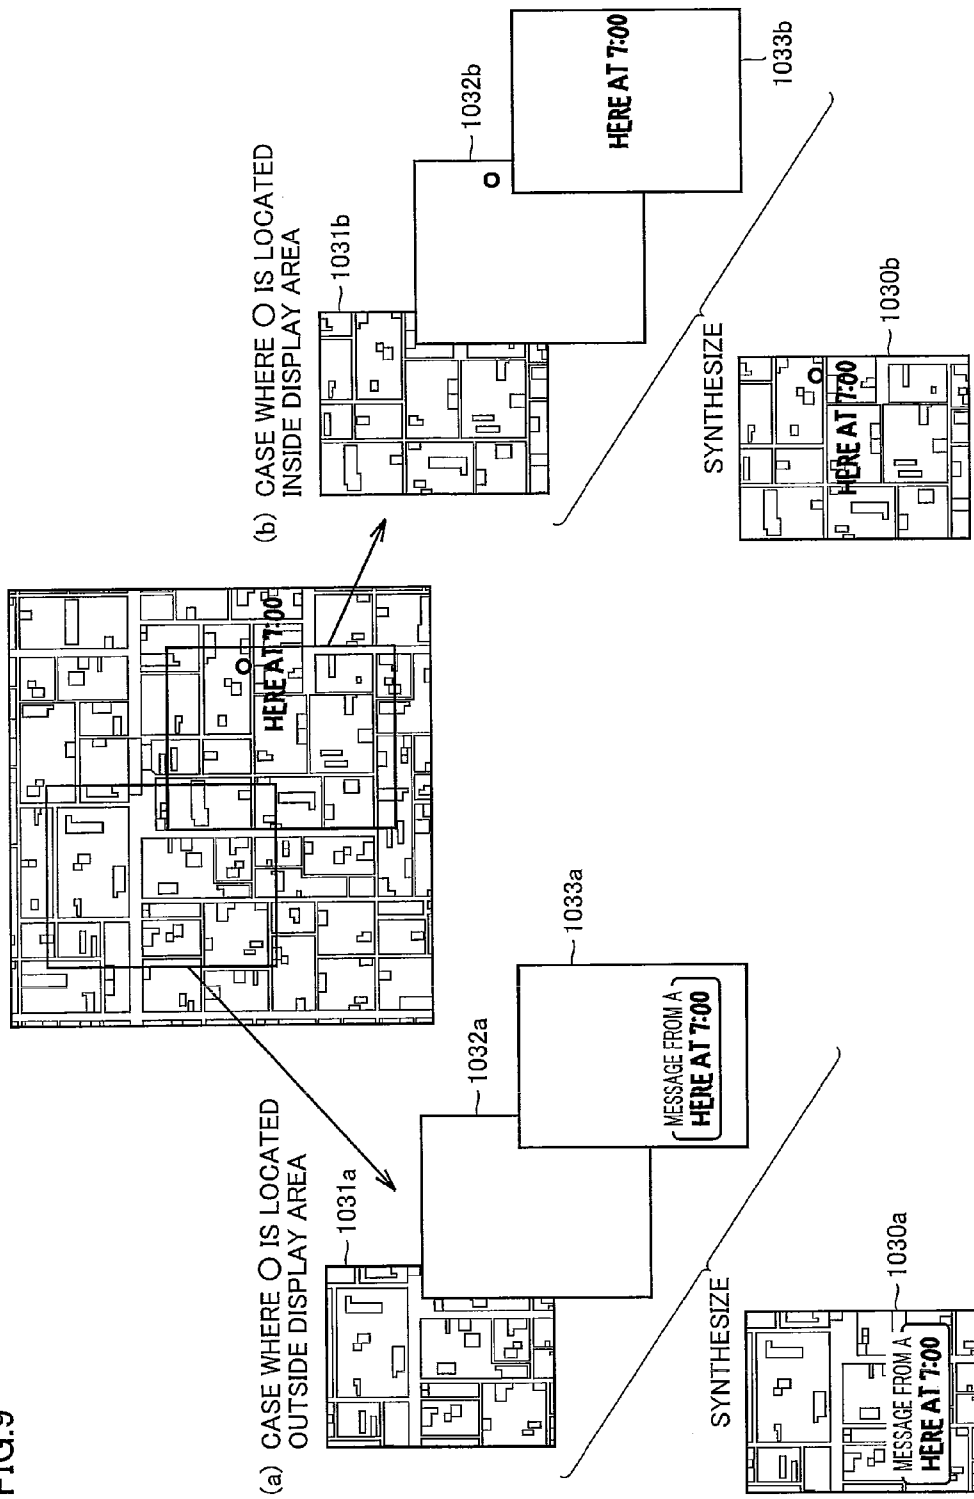 FIG.9
HERE AT 7:00
(a) CASE WHERE O IS LOCATED
OUTSIDE DISPLAY AREA
1031a
1032a
1033a
MESSAGE FROM A
HERE AT 7:00
SYNTHESIZE
1030a
MESSAGE FROM A
HERE AT 7:00
(b) CASE WHERE O IS LOCATED
INSIDE DISPLAY AREA
1031b
1032b
1033b
HERE AT 7:00
SYNTHESIZE
1030b
HERE AT 7:00